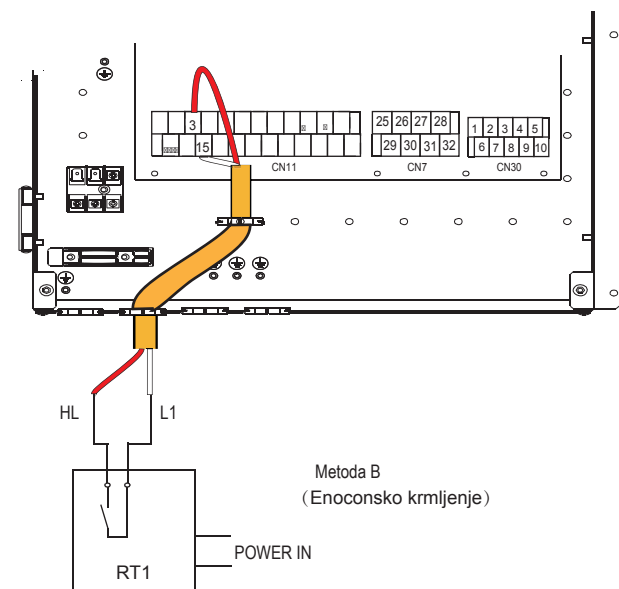 3
25 26 27 28
1 2 3 4 5
15
29 30 31 32
6 7 8 9 10
CN11
CN7
CN30
HL
L1
Metoda B
(Enoconsko krmljenje)
POWER IN
RT1